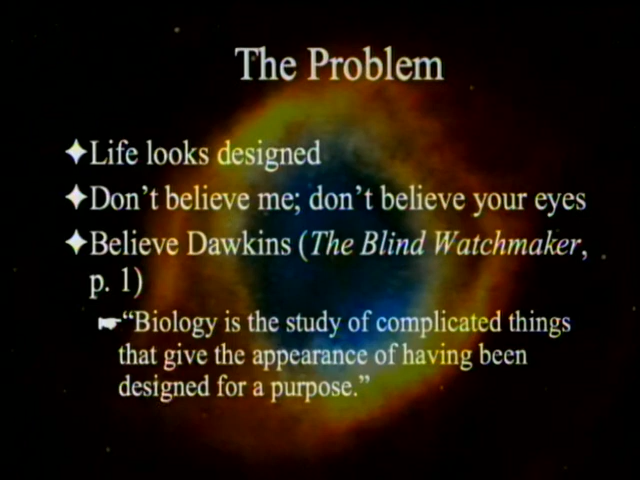 The Problem
Life looks designed
Don't believe me; don't believe your eyes
Believe Dawkins (The Blind Watchmaker,
p. 1)
“Biology is the study of complicated things
that give the appearance of having been
designed for a purpose.”